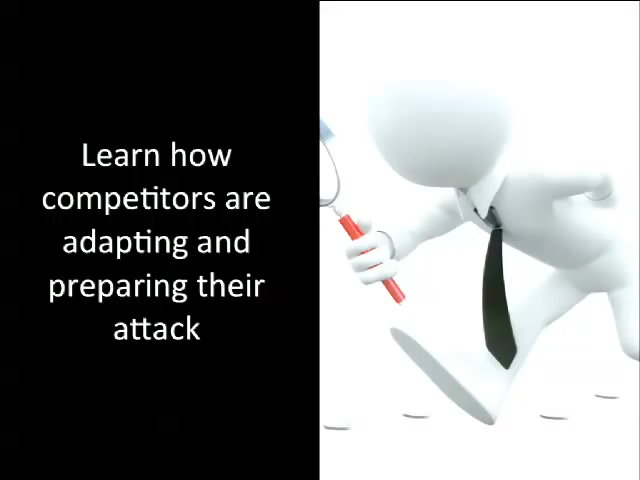 Learn how
competitors are
adapting and
preparing their
attack